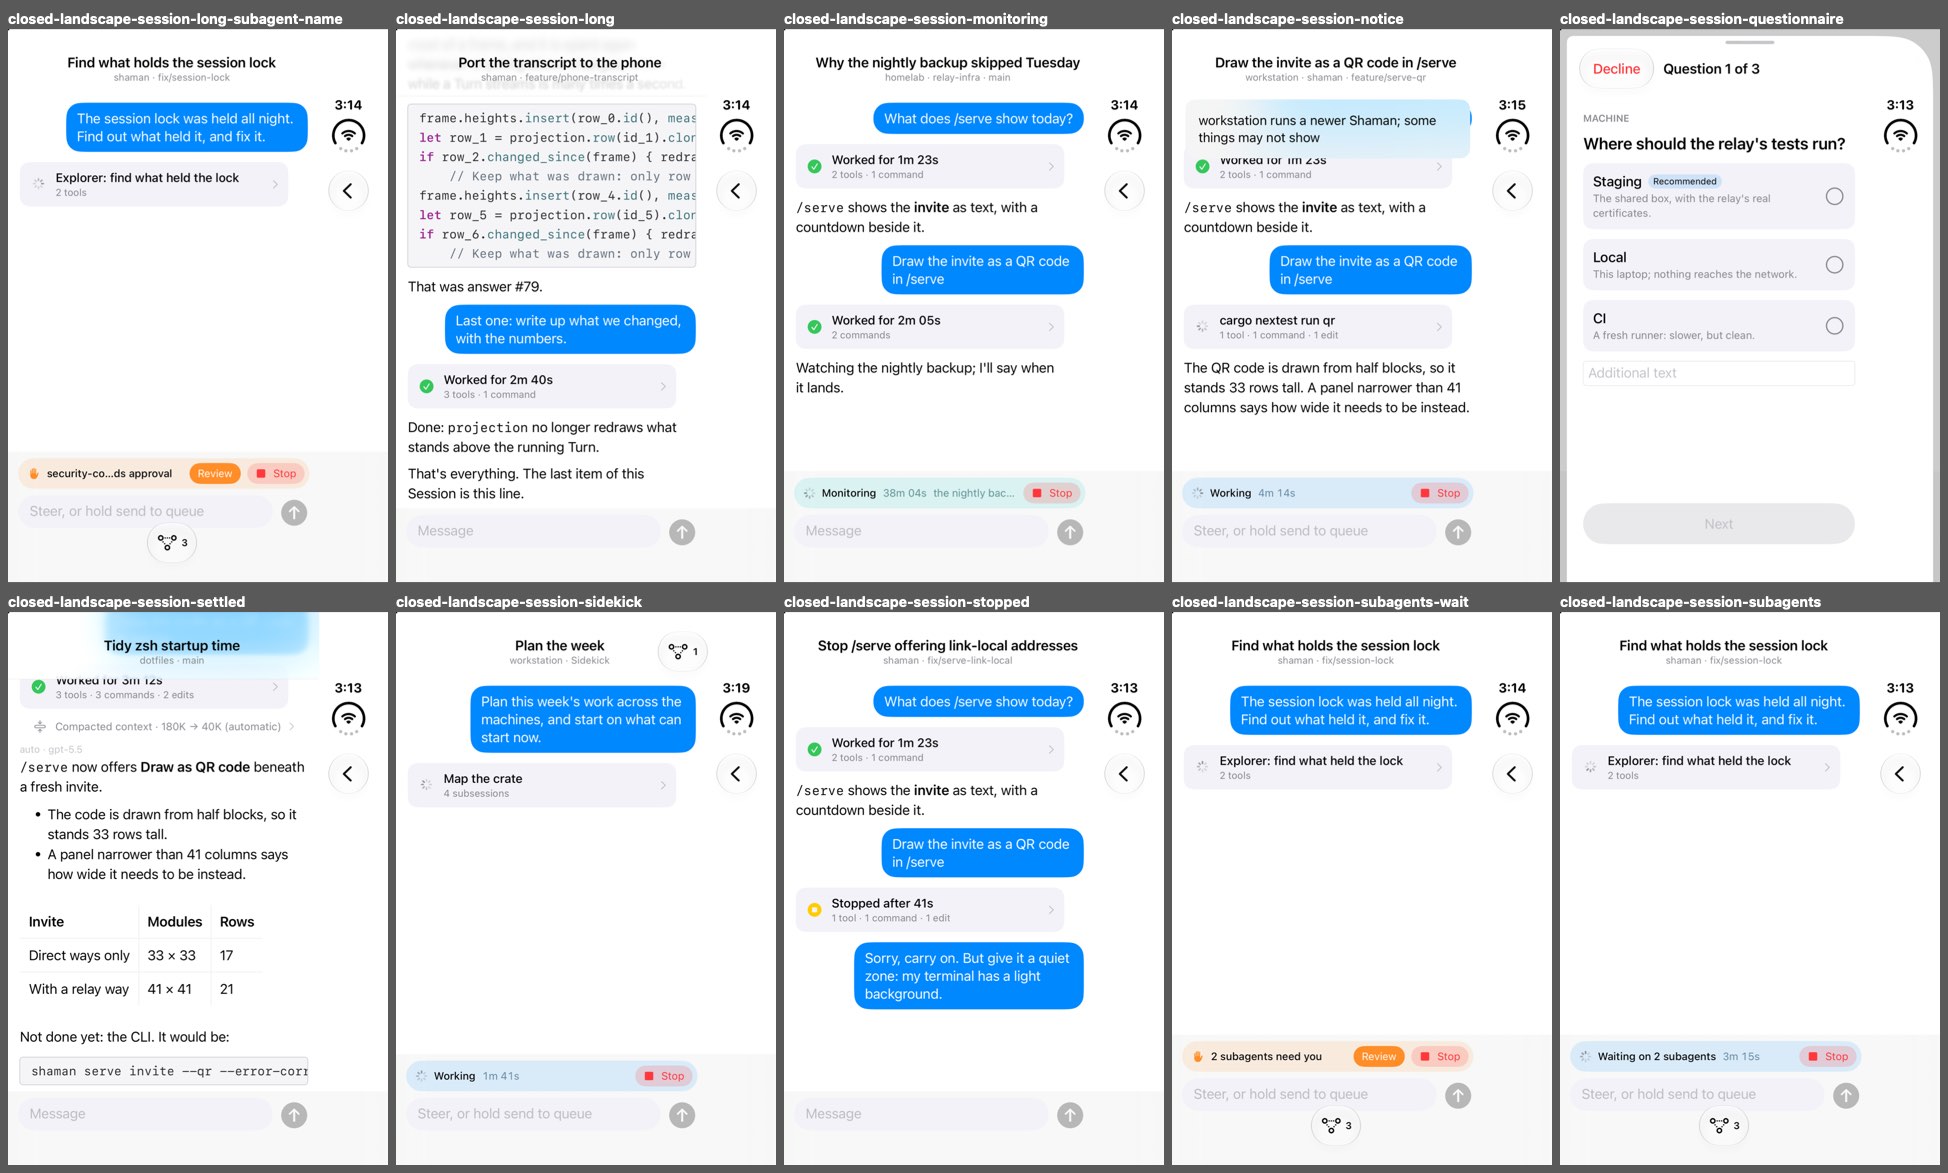 closed-landscape-session-long-subagent-name
Find what holds the session lock
shaman · fix/session-lock
3:14
The session lock was held all night.
Find out what held it, and fix it.
Explorer: find what held the lock
2 tools
security-co...ds approval
Review
Stop
Steer, or hold send to queue
3
closed-landscape-session-long
Port the transcript to the phone
shaman · feature/phone-transcript
while a Turn streams is many times a second.
3:14
frame.heights.insert(row_0.id(), meas
let row_1 = projection.row(id_1).clon
if row_2.changed_since(frame) { redra
// Keep what was drawn: only row
frame.heights.insert(row_4.id(), meas
let row_5 = projection.row(id_5).clon
if row_6.changed_since(frame) { redra
// Keep what was drawn: only row
That was answer #79.
Last one: write up what we changed,
with the numbers.
Worked for 2m 40s
3 tools · 1 command
Done: projection no longer redraws what
stands above the running Turn.
That's everything. The last item of this
Session is this line.
Message
closed-landscape-session-monitoring
Why the nightly backup skipped Tuesday
homelab · relay-infra · main
3:14
What does /serve show today?
Worked for 1m 23s
2 tools · 1 command
/serve shows the invite as text, with a
countdown beside it.
Draw the invite as a QR code
in /serve
Worked for 2m 05s
2 commands
Watching the nightly backup; I'll say when
it lands.
Monitoring 38m 04s the nightly bac...
Stop
Message
closed-landscape-session-notice
Draw the invite as a QR code in /serve
workstation · shaman · feature/serve-qr
3:15
workstation runs a newer Shaman; some
things may not show
Worked for 1m 23s
2 tools · 1 command
/serve shows the invite as text, with a
countdown beside it.
Draw the invite as a QR code
in /serve
cargo nextest run qr
1 tool · 1 command · 1 edit
The QR code is drawn from half blocks, so it
stands 33 rows tall. A panel narrower than 41
columns says how wide it needs to be instead.
Working 4m 14s
Stop
Steer, or hold send to queue
closed-landscape-session-questionnaire
Decline
Question 1 of 3
3:13
MACHINE
Where should the relay's tests run?
Staging Recommended
The shared box, with the relay's real
certificates.
Local
This laptop; nothing reaches the network.
CI
A fresh runner: slower, but clean.
Additional text
Next
closed-landscape-session-settled
Tidy zsh startup time
dotfiles · main
3:13
Worked for 3m 12s
3 tools · 3 commands · 2 edits
Compacted context · 180K → 40K (automatic)
auto · gpt-5.5
/serve now offers Draw as QR code beneath
a fresh invite.
• The code is drawn from half blocks, so it
stands 33 rows tall.
• A panel narrower than 41 columns says
how wide it needs to be instead.
Invite Modules Rows
Direct ways only 33 × 33 17
With a relay way 41 × 41 21
Not done yet: the CLI. It would be:
shaman serve invite --qr --error-corr
Message
closed-landscape-session-sidekick
Plan the week
workstation · Sidekick
1
3:19
Plan this week's work across the
machines, and start on what can
start now.
Map the crate
4 subsessions
Working 1m 41s
Stop
Steer, or hold send to queue
closed-landscape-session-stopped
Stop /serve offering link-local addresses
shaman · fix/serve-link-local
3:13
What does /serve show today?
Worked for 1m 23s
2 tools · 1 command
/serve shows the invite as text, with a
countdown beside it.
Draw the invite as a QR code
in /serve
Stopped after 41s
1 tool · 1 command · 1 edit
Sorry, carry on. But give it a quiet
zone: my terminal has a light
background.
Message
closed-landscape-session-subagents-wait
Find what holds the session lock
shaman · fix/session-lock
3:14
The session lock was held all night.
Find out what held it, and fix it.
Explorer: find what held the lock
2 tools
2 subagents need you
Review
Stop
Steer, or hold send to queue
3
closed-landscape-session-subagents
Find what holds the session lock
shaman · fix/session-lock
3:13
The session lock was held all night.
Find out what held it, and fix it.
Explorer: find what held the lock
2 tools
Waiting on 2 subagents 3m 15s
Stop
Steer, or hold send to queue
3